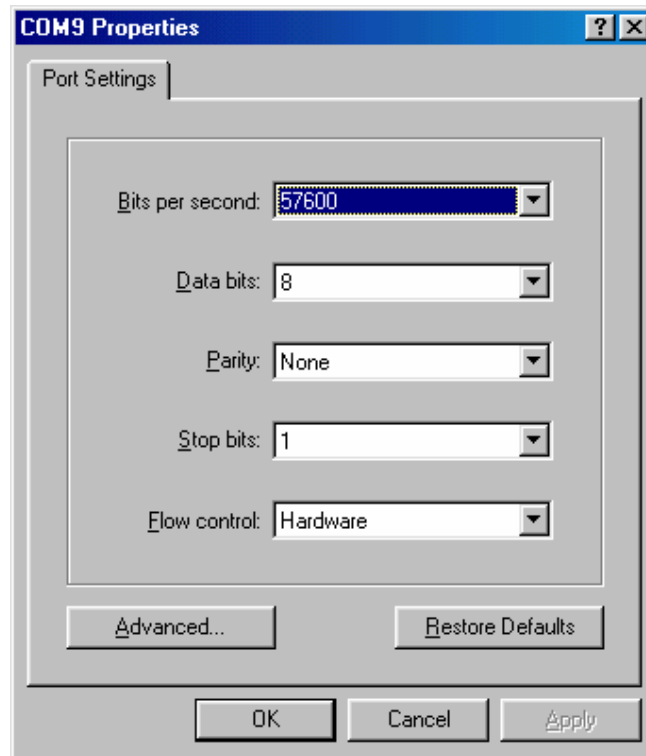 COM9 Properties
Port Settings
Bits per second: 57600
Data bits: 8
Parity: None
Stop bits: 1
Flow control: Hardware
Advanced... Restore Defaults
OK Cancel Apply